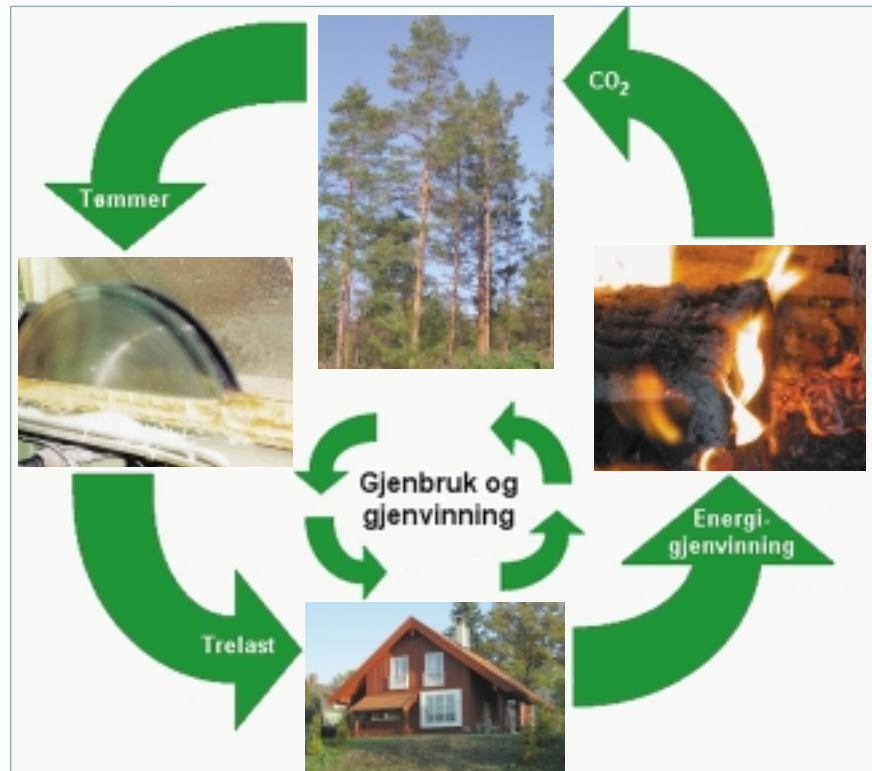 CO₂
Tømmer
Gjenbruk og
gjenvinning
Energi-
gjenvinning
Trelast